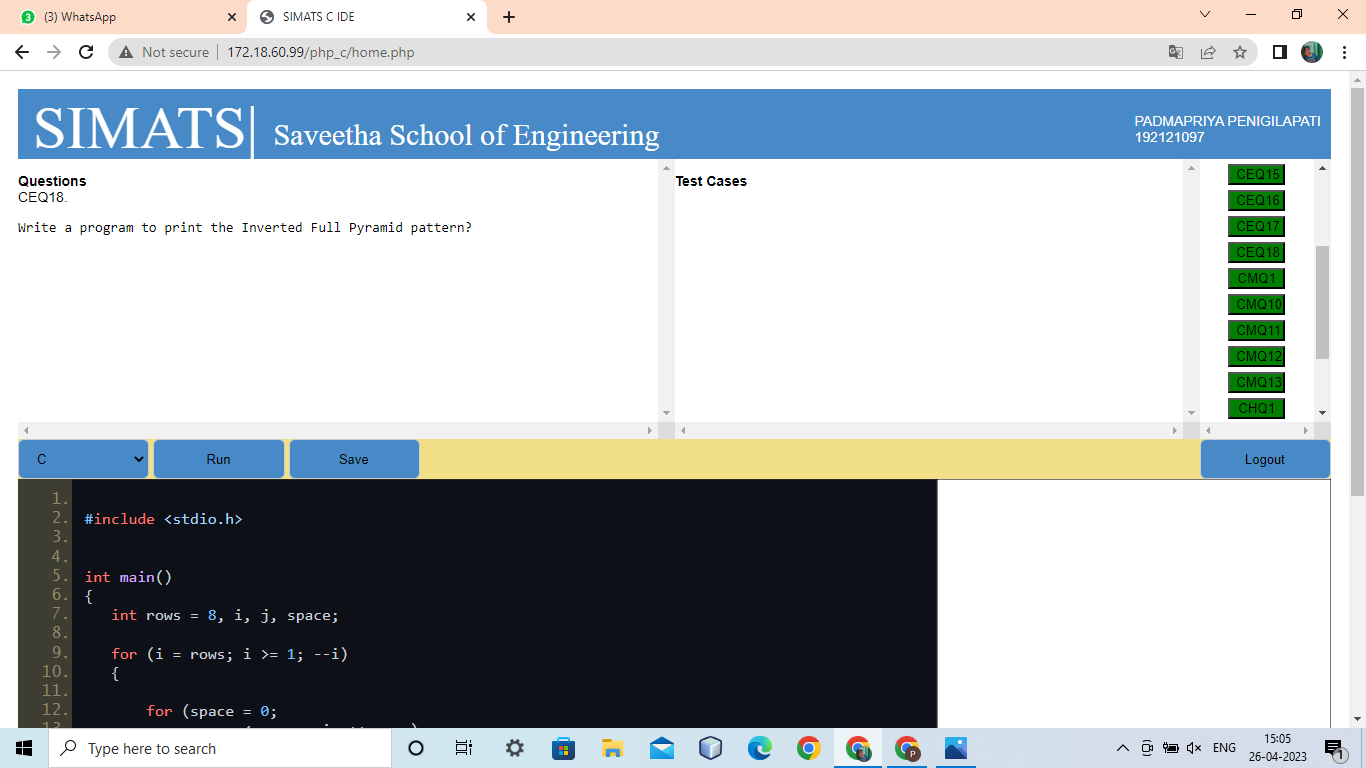 (3) WhatsApp
SIMATS C IDE
Not secure
172.18.60.99/php_c/home.php
SIMATS| Saveetha School of Engineering
PADMAPRIYA PENIGILAPATI
192121097
Questions
CEQ18.
Write a program to print the Inverted Full Pyramid pattern?
Test Cases
CEQ15
CEQ16
CEQ17
CEQ18
CMQ1
CMQ10
CMQ11
CMQ12
CMQ13
CHQ1
C
Run
Save
Logout
1.
2. #include <stdio.h>
3.
4.
5. int main()
6. {
7. int rows = 8, i, j, space;
8.
9. for (i = rows; i >= 1; --i)
10. {
11.
12. for (space = 0;
13.
Type here to search
ENG
15:05
26-04-2023
1